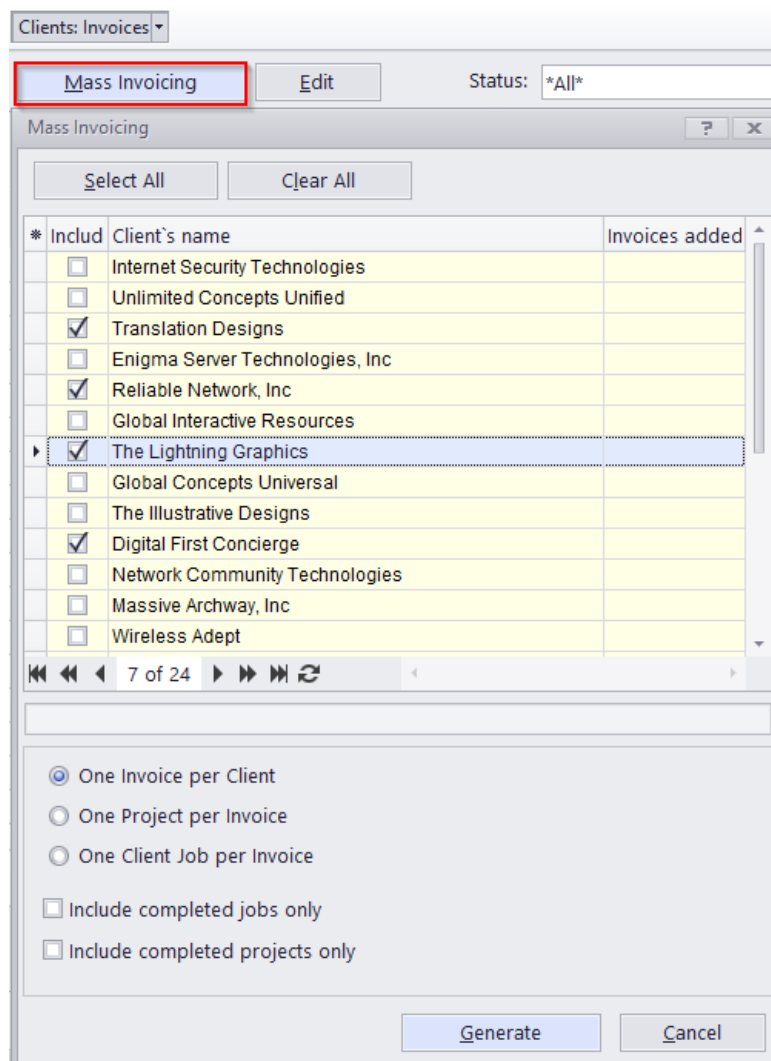 Clients: Invoices
Mass Invoicing Edit Status: *All*
Mass Invoicing ? x
Select All Clear All
* Includ Client`s name Invoices added
Internet Security Technologies
Unlimited Concepts Unified
Translation Designs
Enigma Server Technologies, Inc
Reliable Network, Inc
Global Interactive Resources
The Lightning Graphics
Global Concepts Universal
The Illustrative Designs
Digital First Concierge
Network Community Technologies
Massive Archway, Inc
Wireless Adept
7 of 24
One Invoice per Client
One Project per Invoice
One Client Job per Invoice
Include completed jobs only
Include completed projects only
Generate Cancel